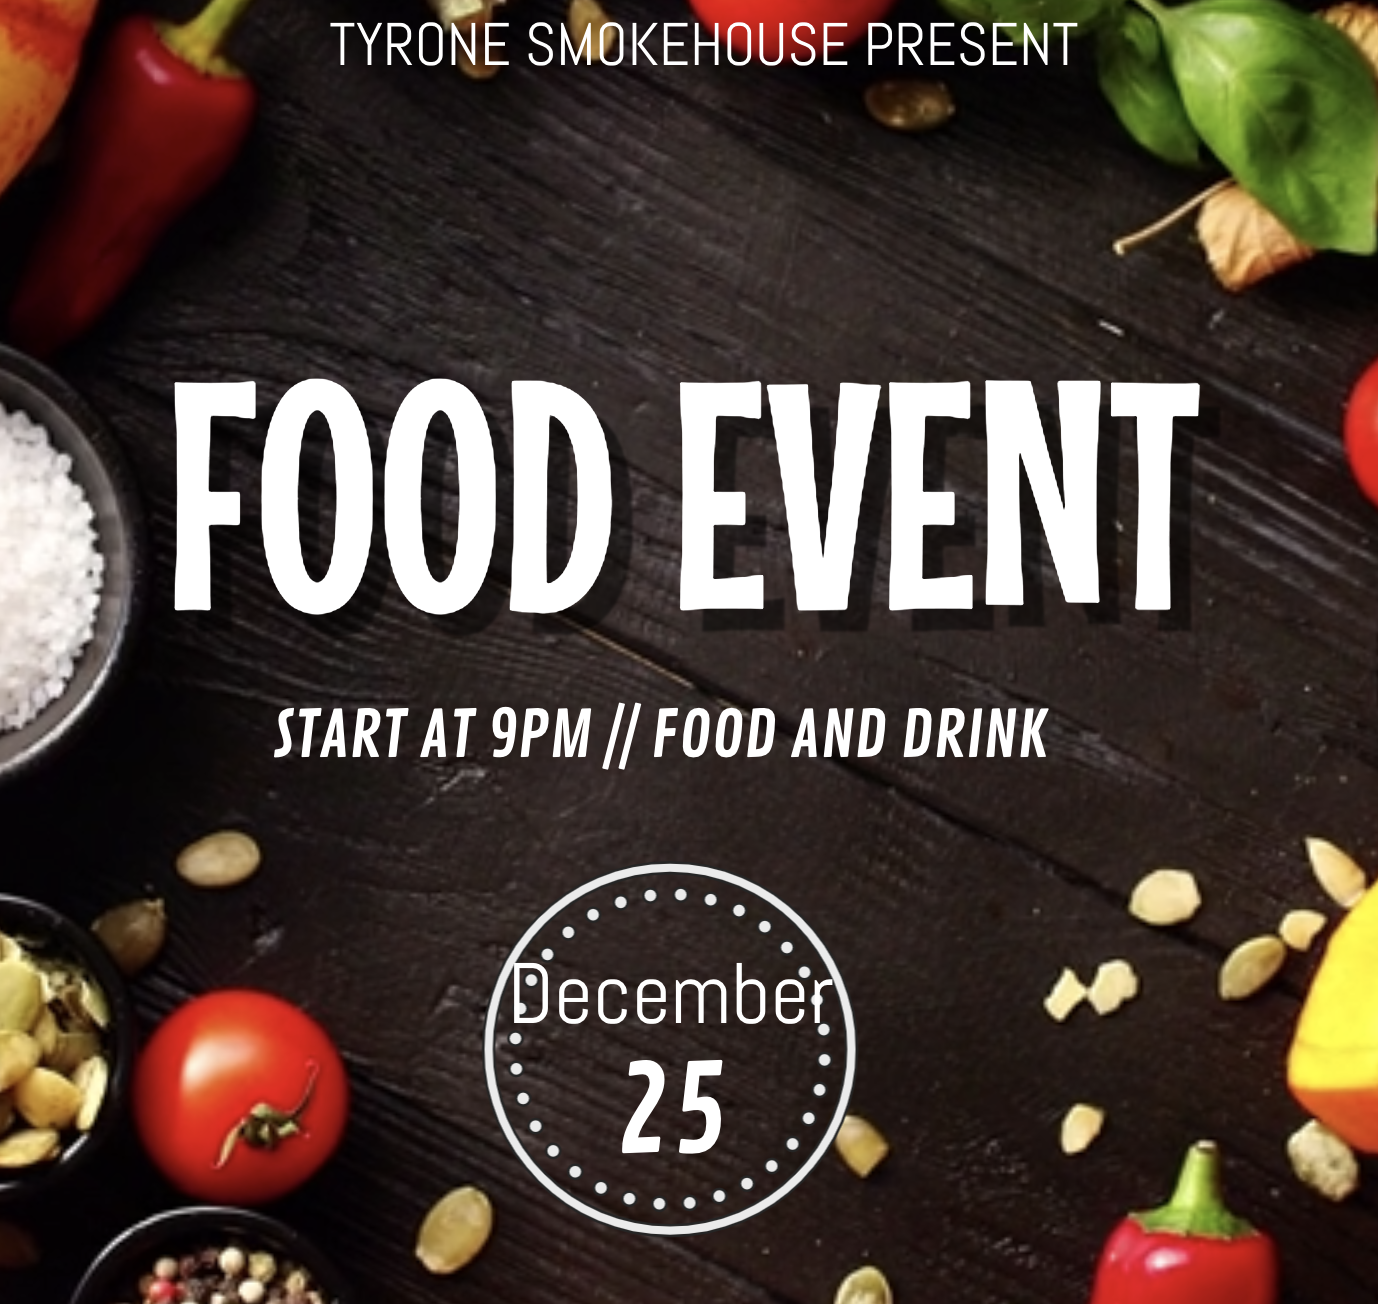 TYRONE SMOKEHOUSE PRESENT
FOOD EVENT
START AT 9PM // FOOD AND DRINK
December
25